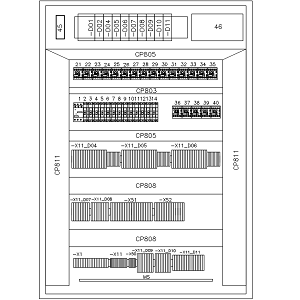 45
-D01 -D02 -D04 -D05 -D06 -D07 -D08 -D09 -D10 -D11
46
CP805
21 22 23 24 25 26 27 28 29 30 31 32 33 34 35
CP803
1 2 3 4 5 6 7 8 9 10 11 12 13 14
36 37 38 39 40
CP805
-X11_D04 -X11_D05 -X11_D06
CP811
CP811
CP808
-X11_D07 -X11_D08 -X51 -X52
CP808
-X1 -X11 -X50 -X11_D09 -X11_D10 -X11_D11
MS